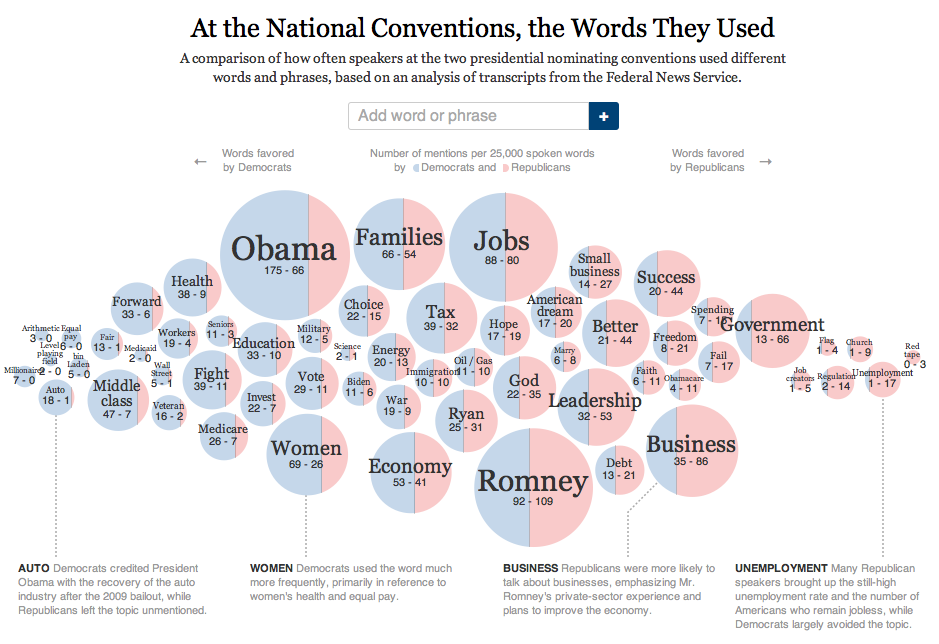 At the National Conventions, the Words They Used
A comparison of how often speakers at the two presidential nominating conventions used different
words and phrases, based on an analysis of transcripts from the Federal News Service.
Add word or phrase +
← Words favored
by Democrats
Number of mentions per 25,000 spoken words
by Democrats and Republicans
Words favored →
by Republicans
Obama
175 - 66
Families
66 - 54
Jobs
88 - 80
Small
business
14 - 27
Success
20 - 44
Health
38 - 9
Forward
33 - 6
Choice
22 - 15
Tax
39 - 32
American
dream
17 - 20
Hope
17 - 19
Better
21 - 44
Spending
7 - 18
Government
13 - 66
Arithmetic
3 - 0
Equal
pay
6 - 0
Fair
13 - 1
Workers
19 - 4
Seniors
11 - 3
Education
33 - 10
Military
12 - 5
Science
2 - 1
Energy
20 - 13
Marry
6 - 8
Freedom
8 - 21
Fail
7 - 17
Flag
1 - 4
Church
1 - 9
Red
tape
0 - 3
Level
playing
field
2 - 0
Medicaid
2 - 0
bin
Laden
5 - 0
Millionaire
7 - 0
Auto
18 - 1
Middle
class
47 - 7
Wall
Street
5 - 1
Fight
39 - 11
Vote
29 - 11
Biden
11 - 6
Immigration
10 - 10
Oil / Gas
11 - 10
God
22 - 35
Faith
6 - 11
Obamacare
4 - 11
Job
creators
1 - 5
Regulation
2 - 14
Unemployment
1 - 17
Veteran
16 - 2
Invest
22 - 7
War
19 - 9
Ryan
25 - 31
Leadership
32 - 53
Medicare
26 - 7
Women
69 - 26
Economy
53 - 41
Romney
92 - 109
Debt
13 - 21
Business
35 - 86
AUTO Democrats credited President
Obama with the recovery of the auto
industry after the 2009 bailout, while
Republicans left the topic unmentioned.
WOMEN Democrats used the word much
more frequently, primarily in reference to
women's health and equal pay.
BUSINESS Republicans were more likely to
talk about businesses, emphasizing Mr.
Romney's private-sector experience and
plans to improve the economy.
UNEMPLOYMENT Many Republican
speakers brought up the still-high
unemployment rate and the number of
Americans who remain jobless, while
Democrats largely avoided the topic.